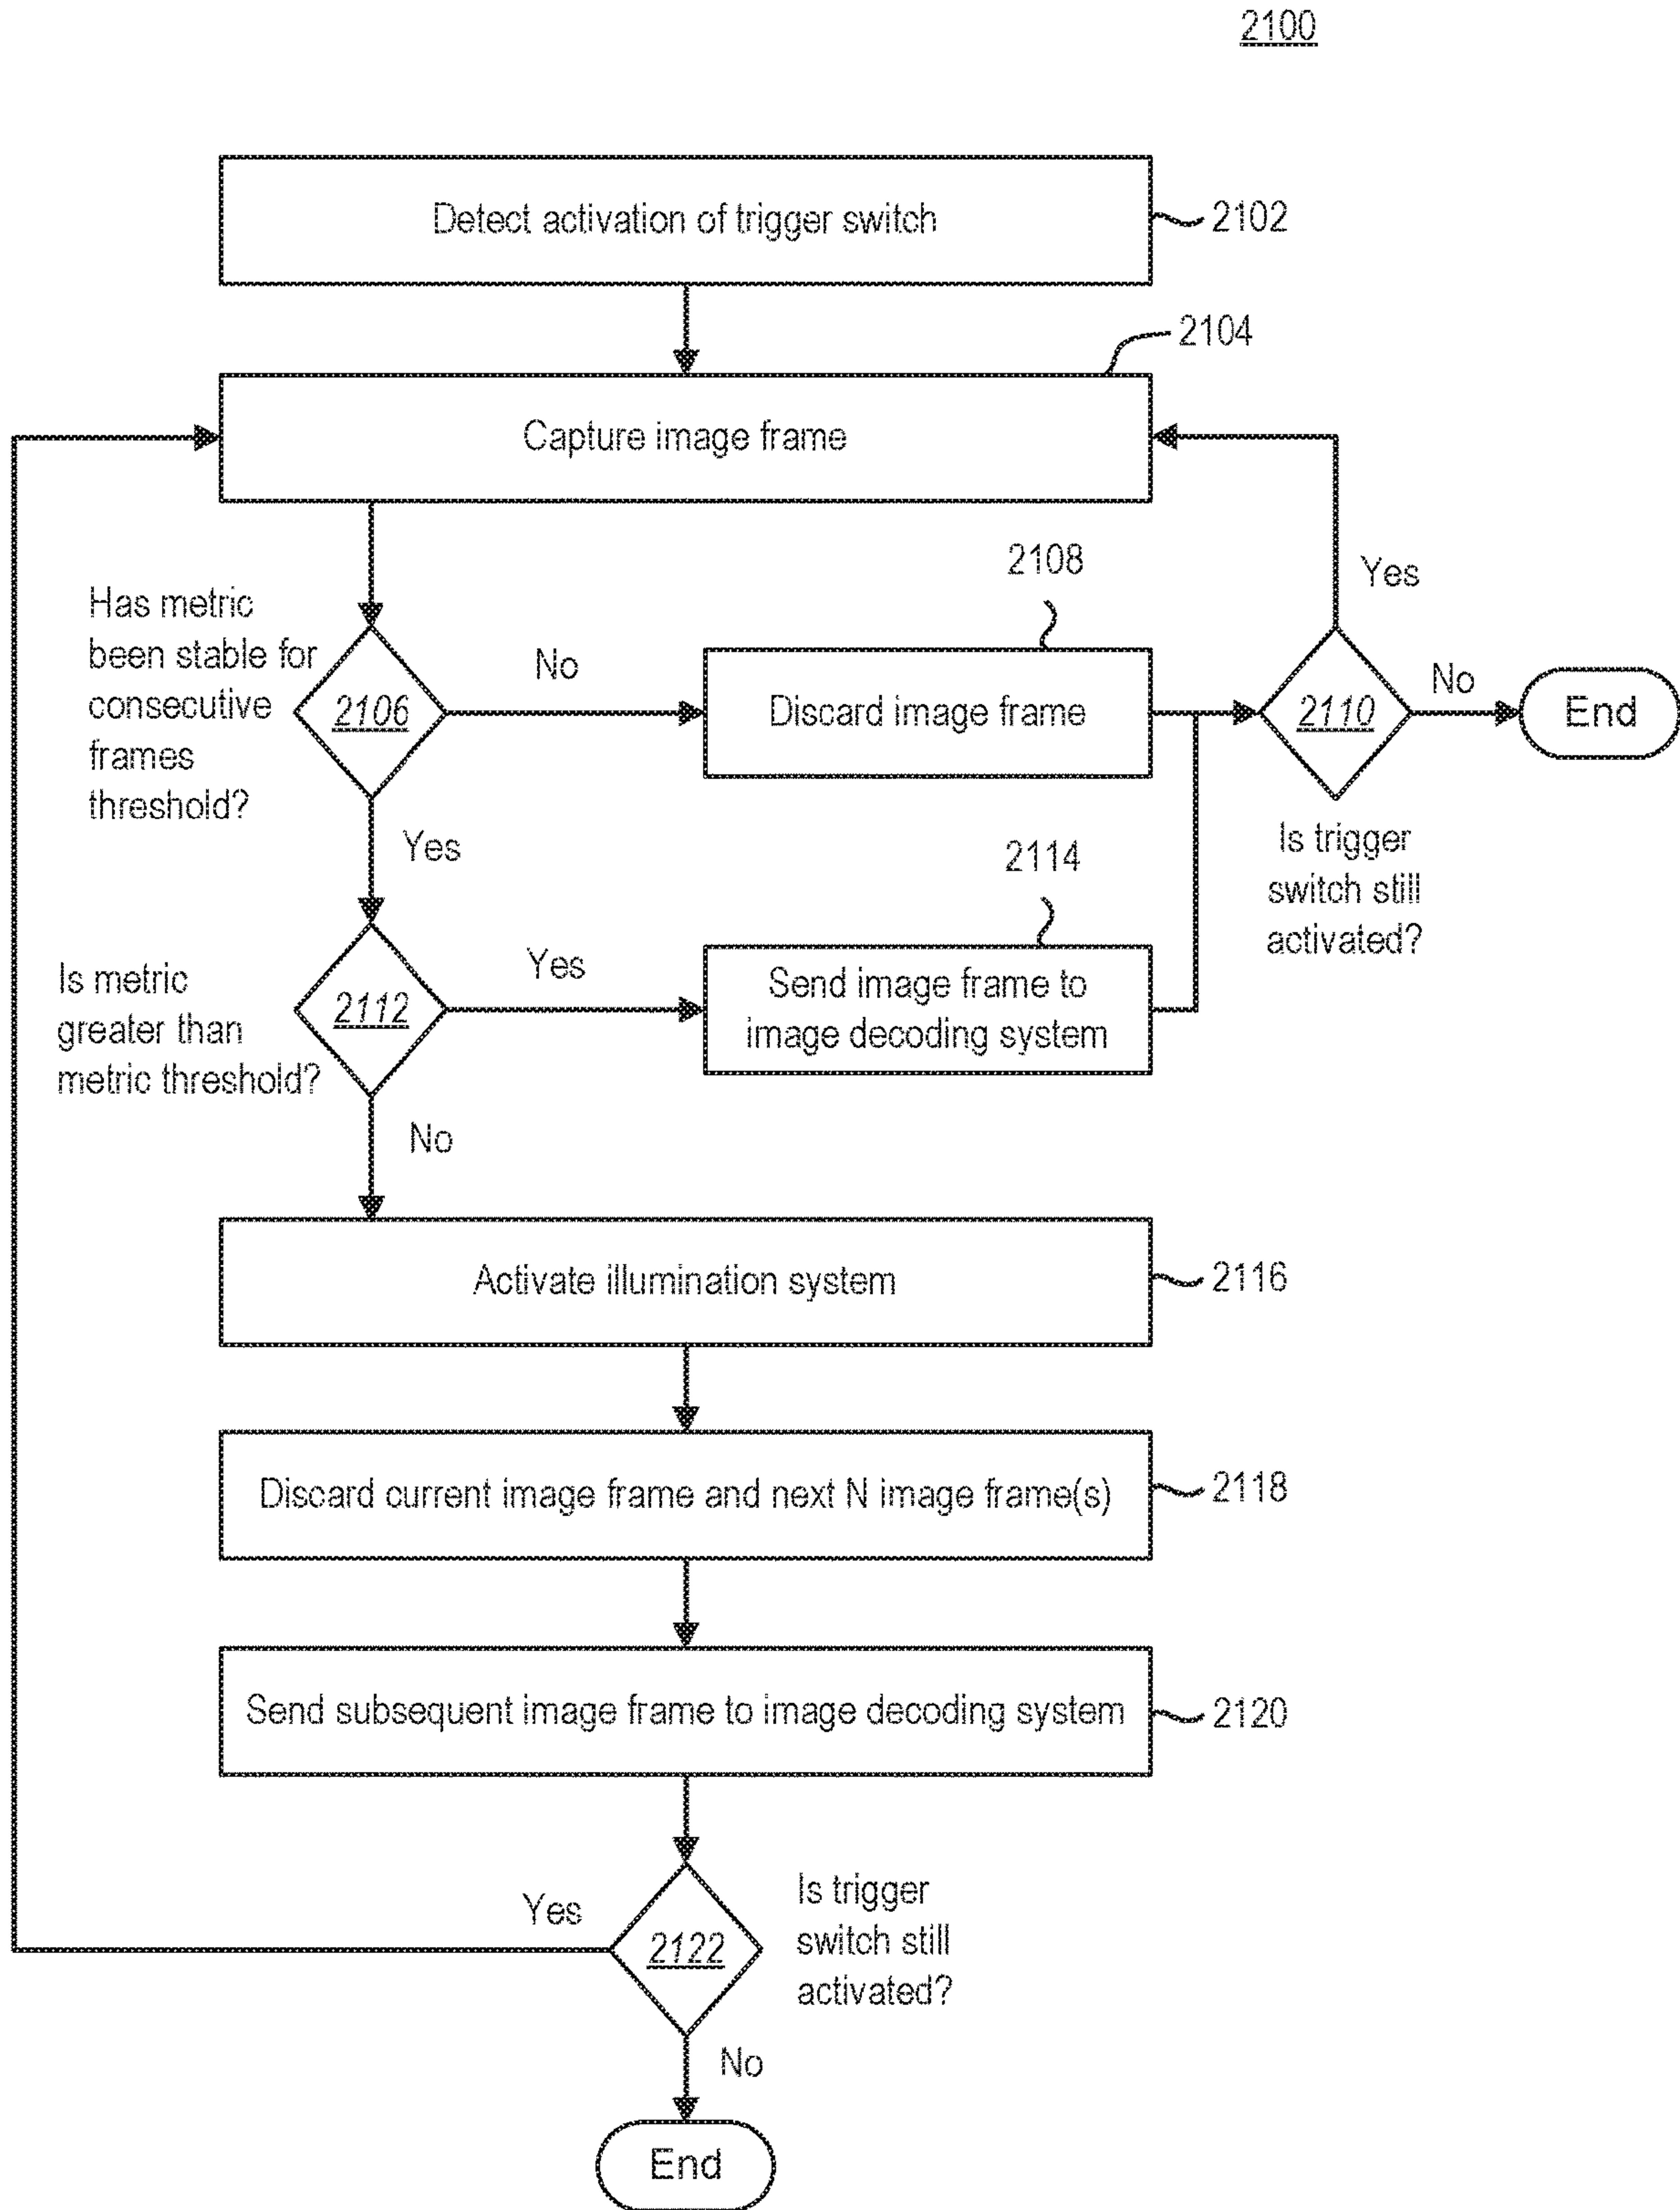 2100
Detect activation of trigger switch
2102
2104
Capture image frame
2108
Yes
Has metric
been stable for
consecutive
frames
threshold?
2106
No
Discard image frame
2110
No
End
Yes
2114
Is trigger
switch still
activated?
Is metric
greater than
metric threshold?
2112
Yes
Send image frame to
image decoding system
No
Activate illumination system
2116
Discard current image frame and next N image frame(s)
2118
Send subsequent image frame to image decoding system
2120
Yes
2122
Is trigger
switch still
activated?
No
End